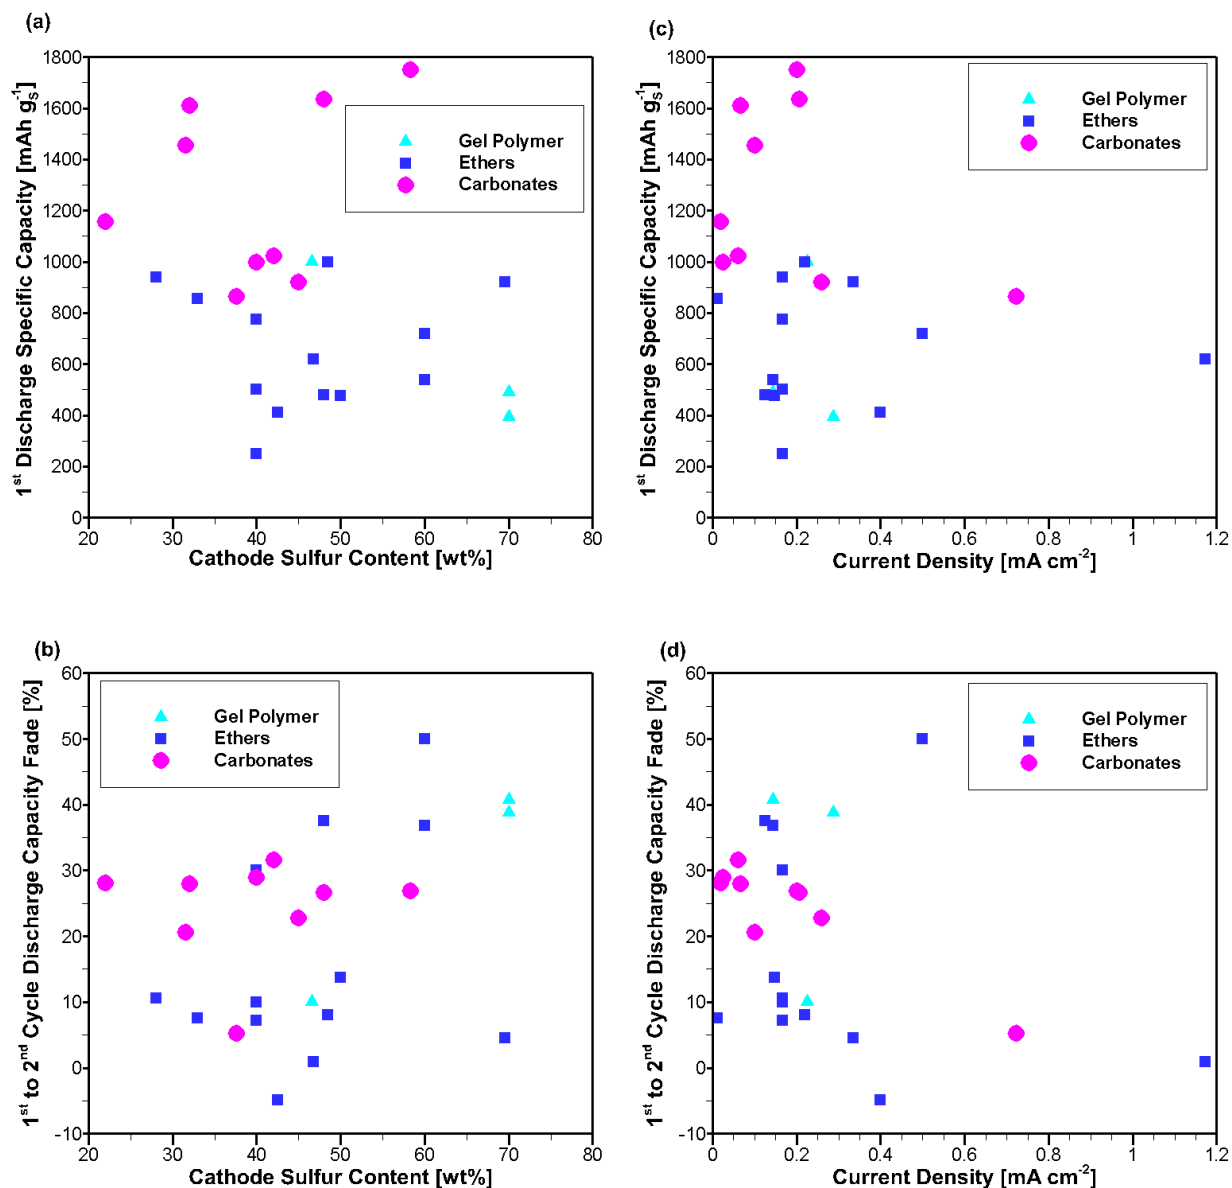 (a)
1st Discharge Specific Capacity [mAh gS-1]
1800
1600
1400
1200
1000
800
600
400
200
0
20 30 40 50 60 70 80
Cathode Sulfur Content [wt%]
Gel Polymer
Ethers
Carbonates
(c)
1st Discharge Specific Capacity [mAh gS-1]
1800
1600
1400
1200
1000
800
600
400
200
0
0 0.2 0.4 0.6 0.8 1 1.2
Current Density [mA cm-2]
Gel Polymer
Ethers
Carbonates
(b)
1st to 2nd Cycle Discharge Capacity Fade [%]
60
50
40
30
20
10
0
-10
20 30 40 50 60 70 80
Cathode Sulfur Content [wt%]
Gel Polymer
Ethers
Carbonates
(d)
1st to 2nd Cycle Discharge Capacity Fade [%]
60
50
40
30
20
10
0
-10
0 0.2 0.4 0.6 0.8 1 1.2
Current Density [mA cm-2]
Gel Polymer
Ethers
Carbonates